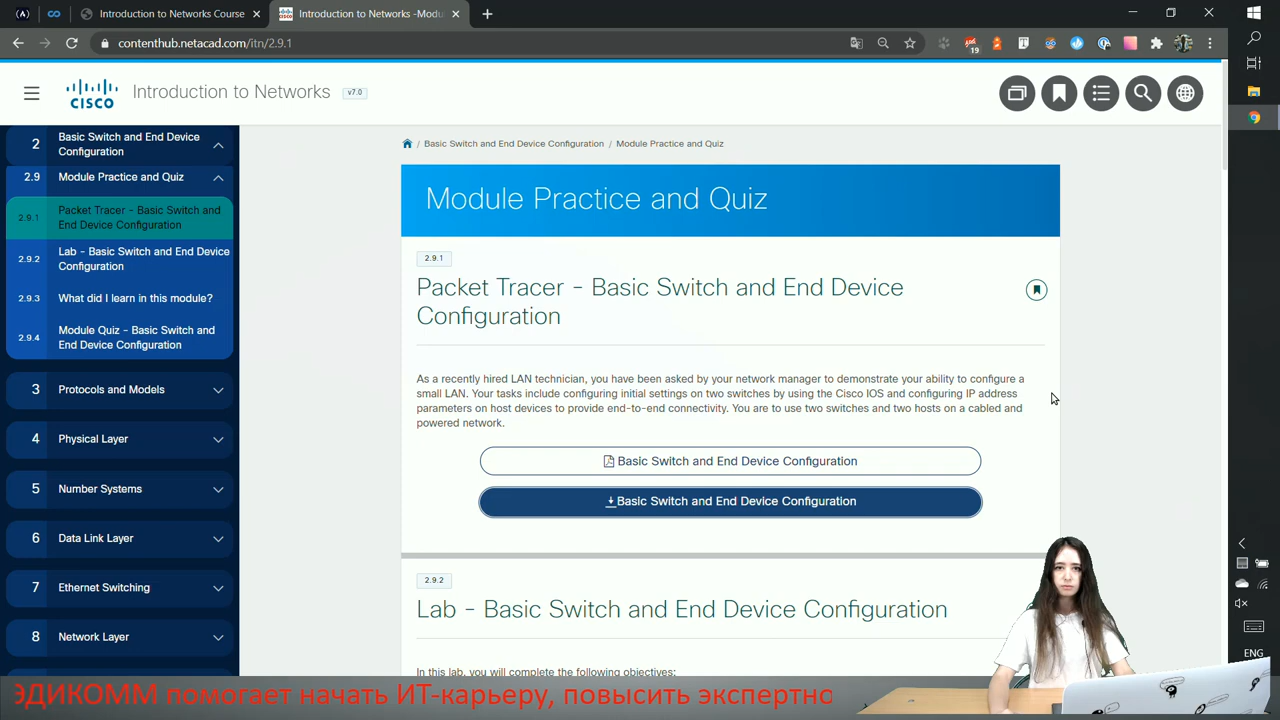 Introduction to Networks Course
Introduction to Networks -Modu
contenthub.netacad.com/itn/2.9.1
19
CISCO
Introduction to Networks
v7.0
2
Basic Switch and End Device
Configuration
2.9
Module Practice and Quiz
2.9.1
Packet Tracer - Basic Switch and
End Device Configuration
2.9.2
Lab - Basic Switch and End Device
Configuration
2.9.3
What did I learn in this module?
2.9.4
Module Quiz - Basic Switch and
End Device Configuration
3
Protocols and Models
4
Physical Layer
5
Number Systems
6
Data Link Layer
7
Ethernet Switching
8
Network Layer
/ Basic Switch and End Device Configuration / Module Practice and Quiz
Module Practice and Quiz
2.9.1
Packet Tracer - Basic Switch and End Device
Configuration
As a recently hired LAN technician, you have been asked by your network manager to demonstrate your ability to configure a
small LAN. Your tasks include configuring initial settings on two switches by using the Cisco IOS and configuring IP address
parameters on host devices to provide end-to-end connectivity. You are to use two switches and two hosts on a cabled and
powered network.
Basic Switch and End Device Configuration
Basic Switch and End Device Configuration
2.9.2
Lab - Basic Switch and End Device Configuration
In this lab, you will complete the following objectives:
ENG
ЭДИКОММ помогает начать ИТ-карьеру, повысить экспертно